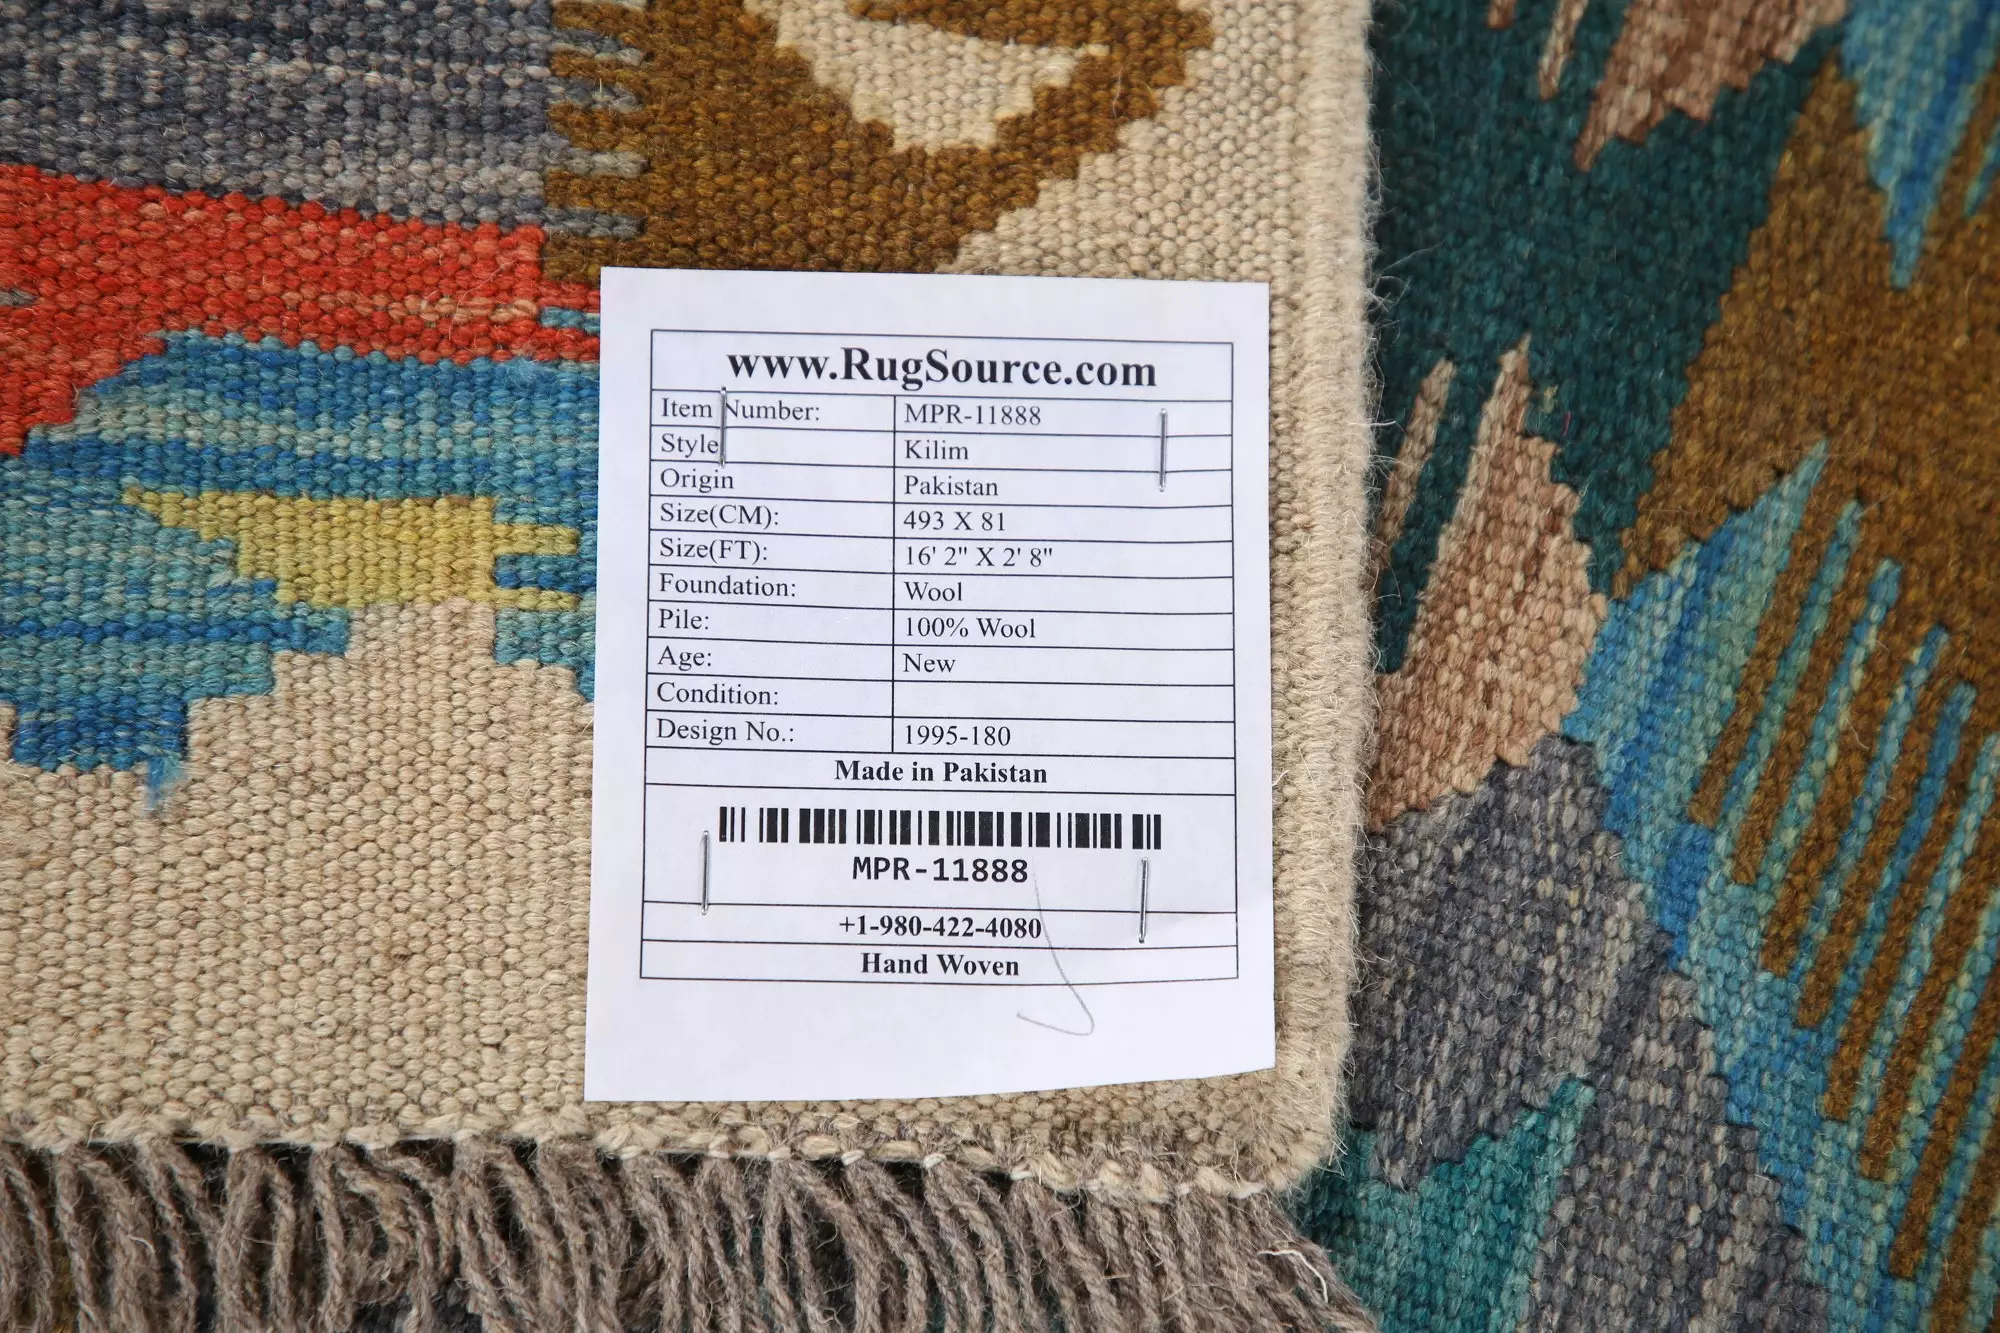 www.RugSource.com
Item Number: MPR-11888
Style Kilim
Origin Pakistan
Size(CM): 493 X 81
Size(FT): 16' 2" X 2' 8"
Foundation: Wool
Pile: 100% Wool
Age: New
Condition:
Design No.: 1995-180
Made in Pakistan
MPR-11888
+1-980-422-4080
Hand Woven